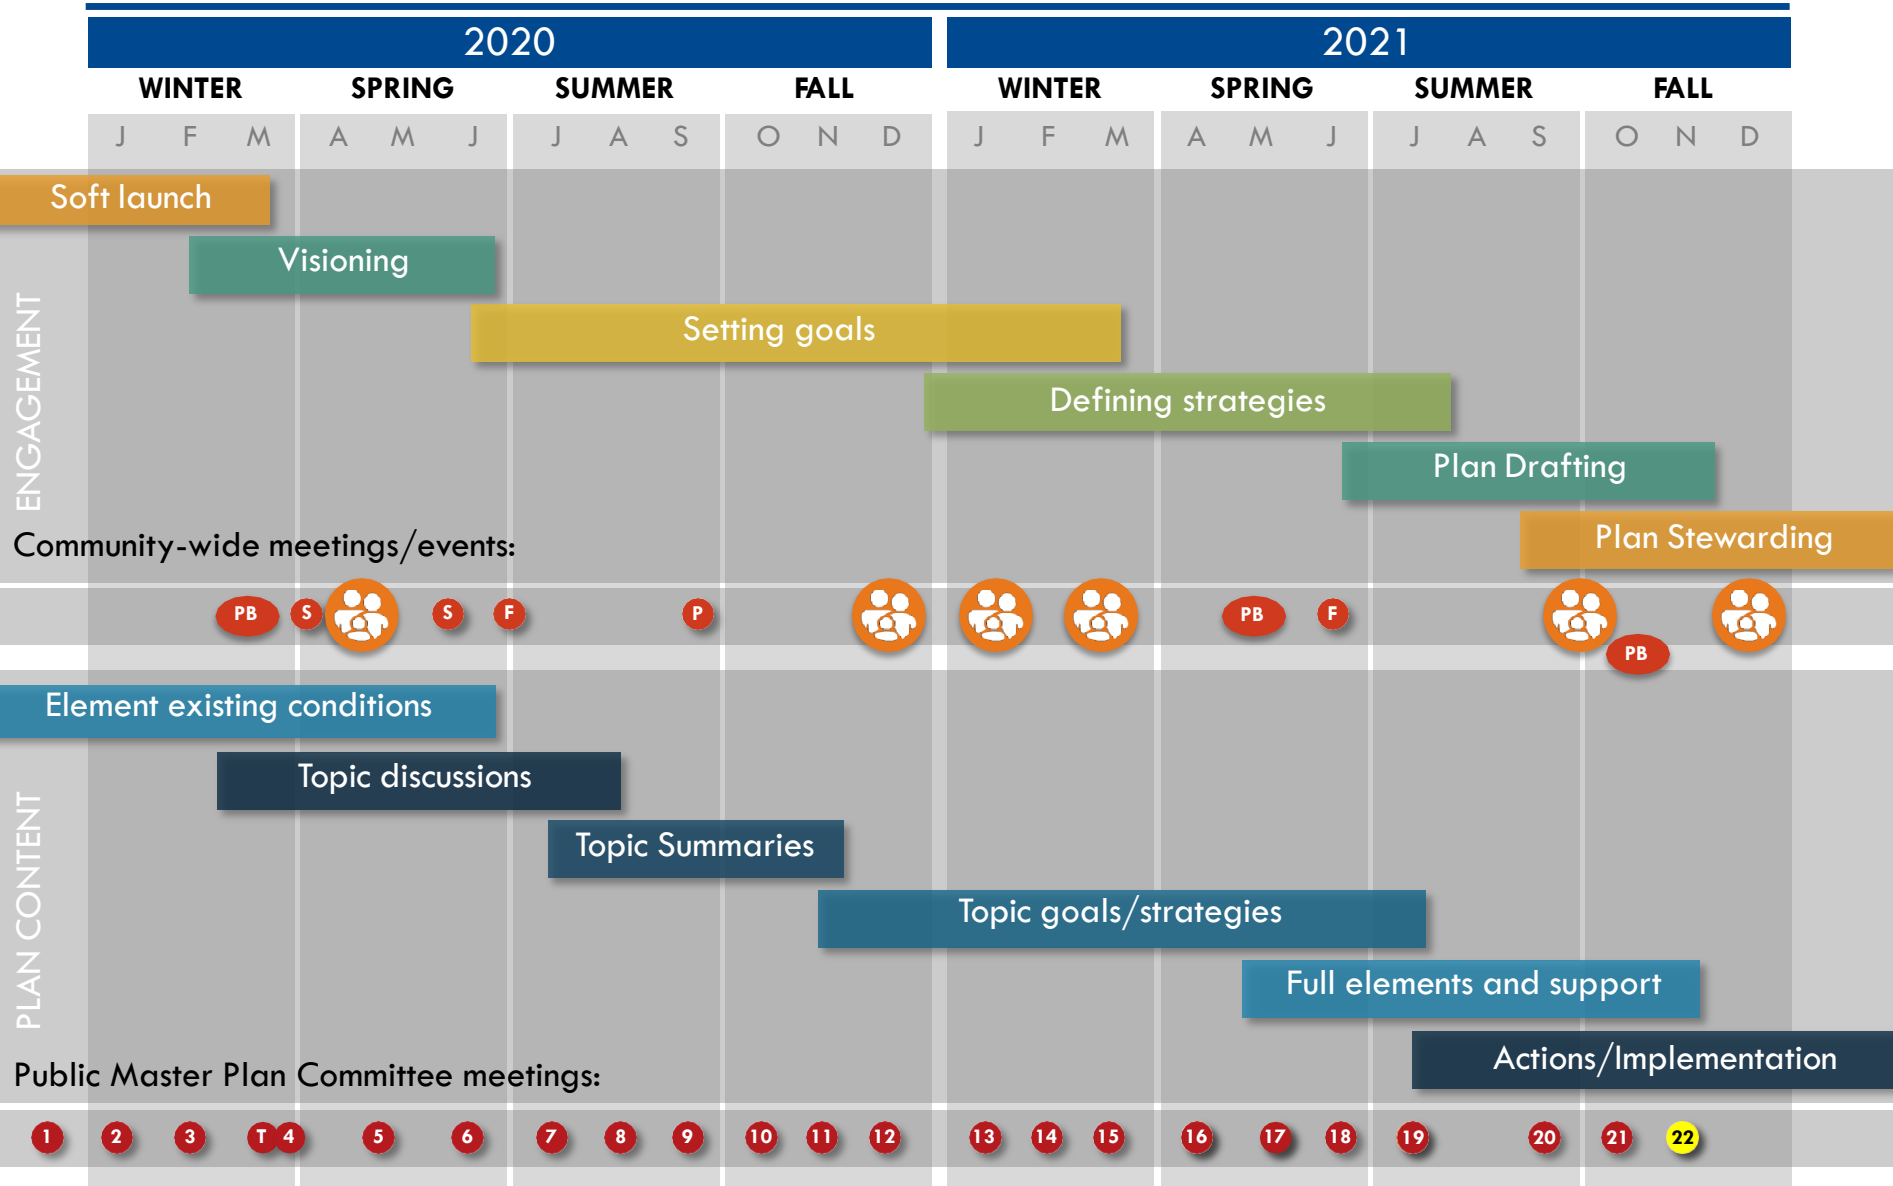 2020 2021
WINTER SPRING SUMMER FALL WINTER SPRING SUMMER FALL
J F M A M J J A S O N D J F M A M J J A S O N D
Soft launch
Visioning
Setting goals
Defining strategies
Plan Drafting
Plan Stewarding
ENGAGEMENT
Community-wide meetings/events:
PB S S F P PB F
PB
Element existing conditions
Topic discussions
Topic Summaries
Topic goals/strategies
Full elements and support
Actions/Implementation
PLAN CONTENT
Public Master Plan Committee meetings:
1 2 3 T 4 5 6 7 8 9 10 11 12 13 14 15 16 17 18 19 20 21 22